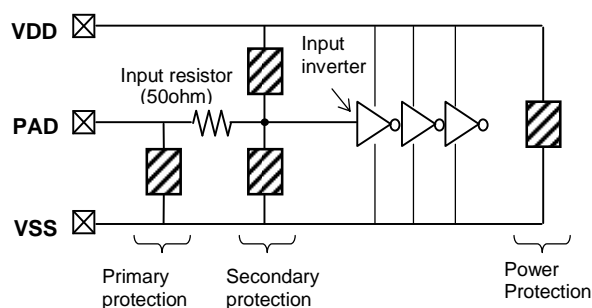 VDD
Input
inverter
Input resistor
(50ohm)
PAD
VSS
Primary
protection
Secondary
protection
Power
Protection